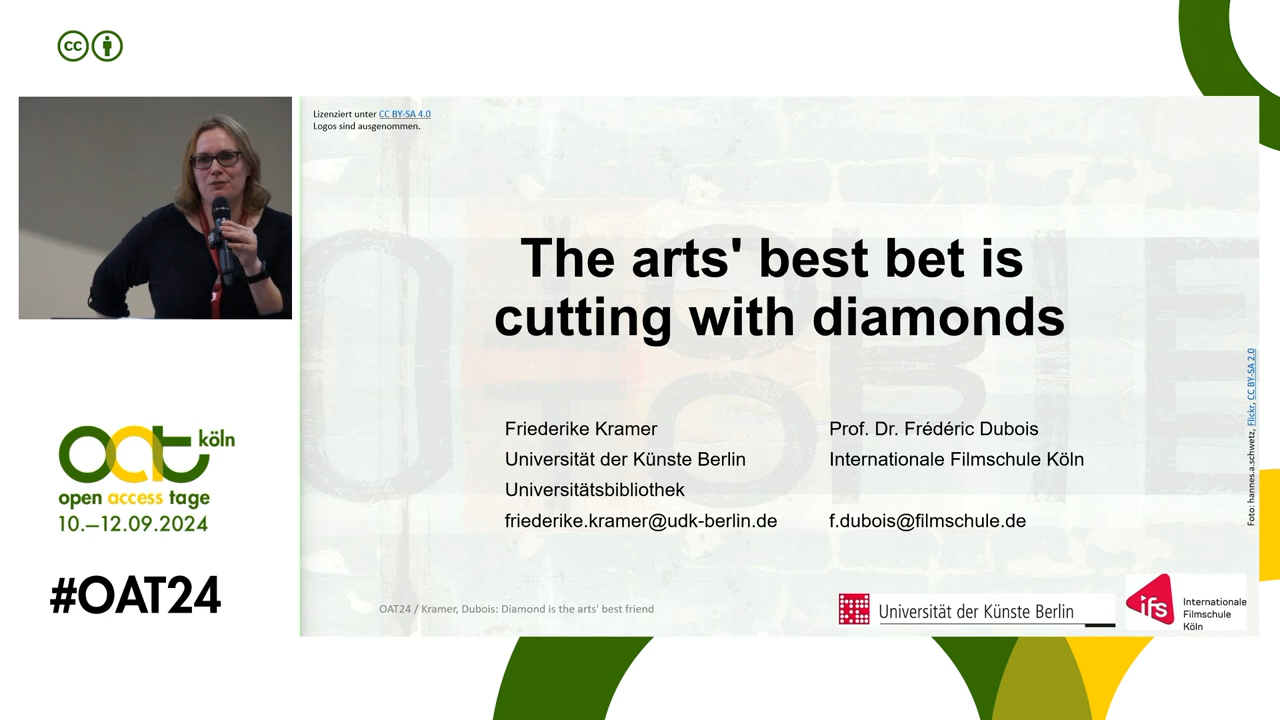 cc
Lizenziert unter CC BY-SA 4.0
Logos sind ausgenommen.
The arts' best bet is
cutting with diamonds
Friederike Kramer
Universität der Künste Berlin
Universitätsbibliothek
friederike.kramer@udk-berlin.de
Prof. Dr. Frédéric Dubois
Internationale Filmschule Köln
f.dubois@filmschule.de
Foto: hannes.a.schwetz, Flickr, CC BY-SA 2.0
oat köln
open access tage
10.–12.09.2024
#OAT24
OAT24 / Kramer, Dubois: Diamond is the arts' best friend
Universität der Künste Berlin
ifs
Internationale
Filmschule
Köln